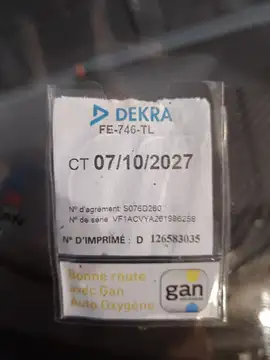 DEKRA
FE-746-TL
CT 07/10/2027
N° d'agrément S076D260
N° de série VF1ACVYA261986258
N° D'IMPRIMÉ : D 126583035
Bonne route
avec Gan
Auto Oxygène
gan